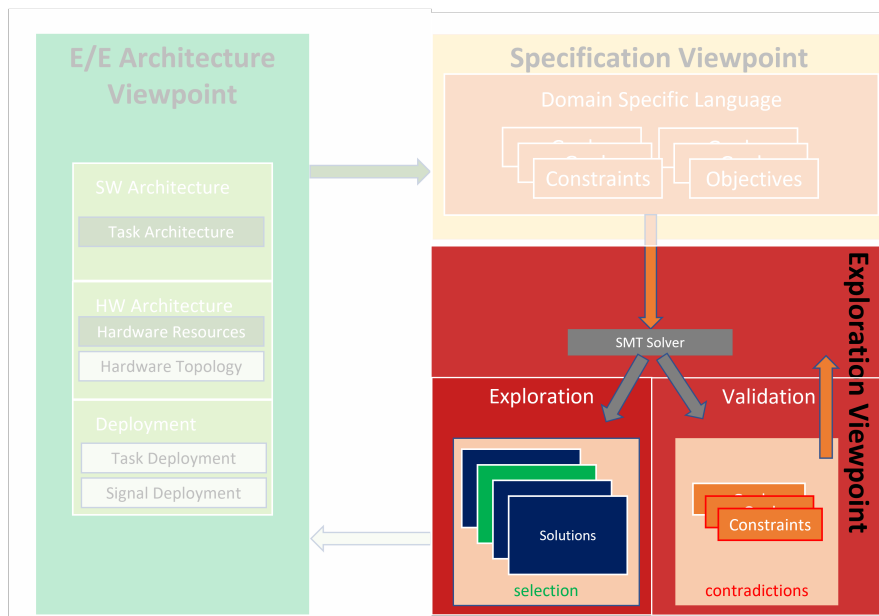 E/E Architecture
Viewpoint
SW Architecture
Task Architecture
HW Architecture
Hardware Resources
Hardware Topology
Deployment
Task Deployment
Signal Deployment
Specification Viewpoint
Domain Specific Language
Constraints
Objectives
Exploration Viewpoint
SMT Solver
Exploration
Solutions
selection
Validation
Constraints
contradictions